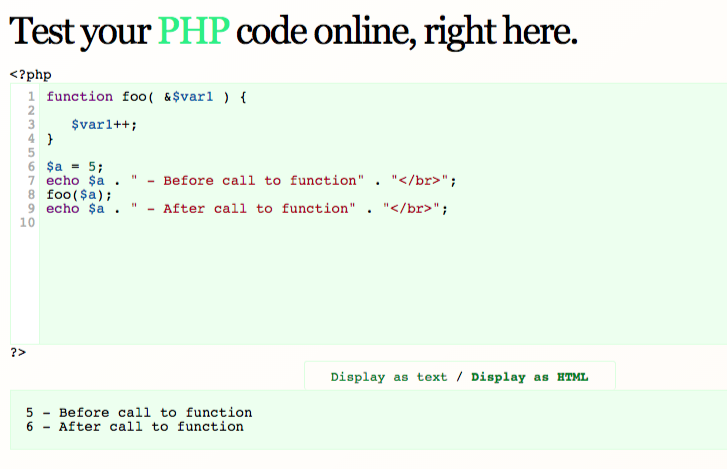 Test your PHP code online, right here.
<?php
1 function foo( &$var1 ) {
2
3    $var1++;
4 }
5
6 $a = 5;
7 echo $a . " - Before call to function" . "</br>";
8 foo($a);
9 echo $a . " - After call to function" . "</br>";
10
?>
Display as text / Display as HTML
5 - Before call to function
6 - After call to function